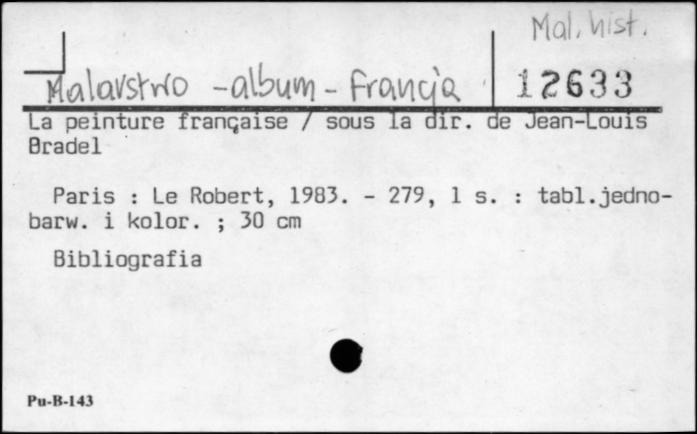 Mal. hist.
Malarstwo - album - Francja 12633
La peinture française / sous la dir. de Jean-Louis
Bradel
Paris : Le Robert, 1983. - 279, 1 s. : tabl.jedno-
barw. i kolor. ; 30 cm
Bibliografia
Pu-B-143